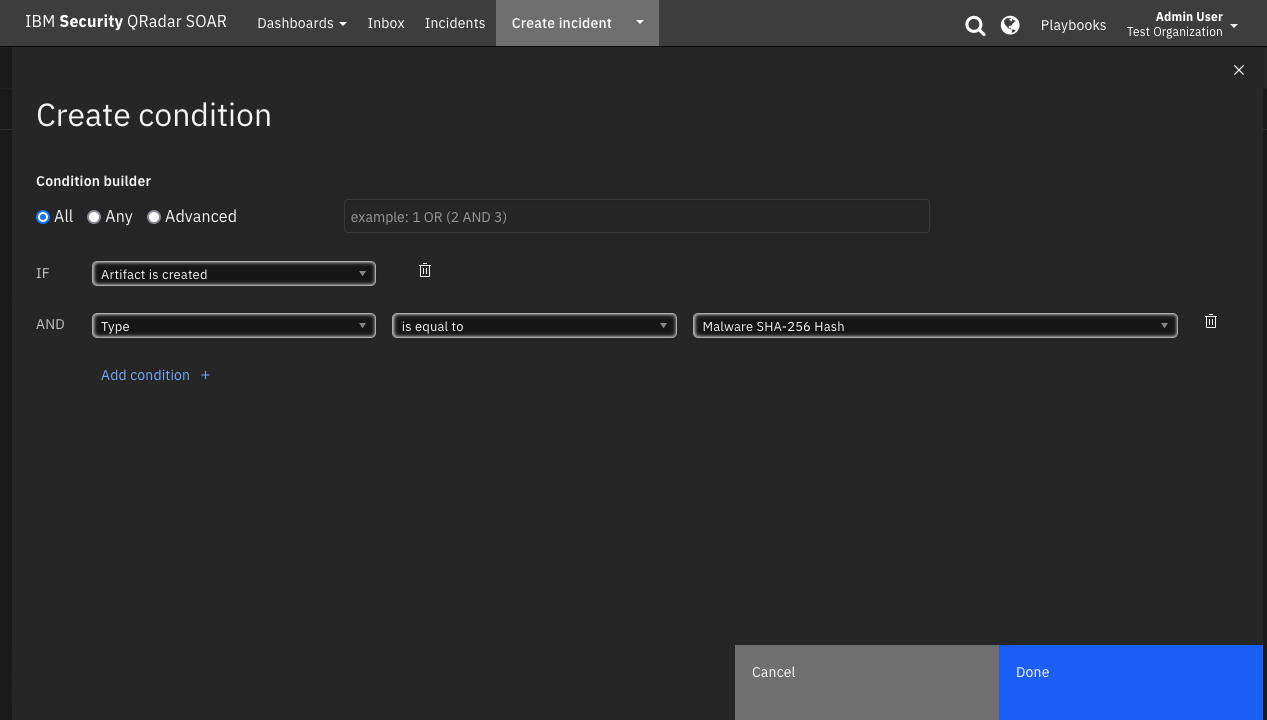 IBM Security QRadar SOAR Dashboards Inbox Incidents Create incident Playbooks Admin User
Test Organization
Create condition
Condition builder
All Any Advanced example: 1 OR (2 AND 3)
IF Artifact is created
AND Type is equal to Malware SHA-256 Hash
Add condition +
Cancel Done